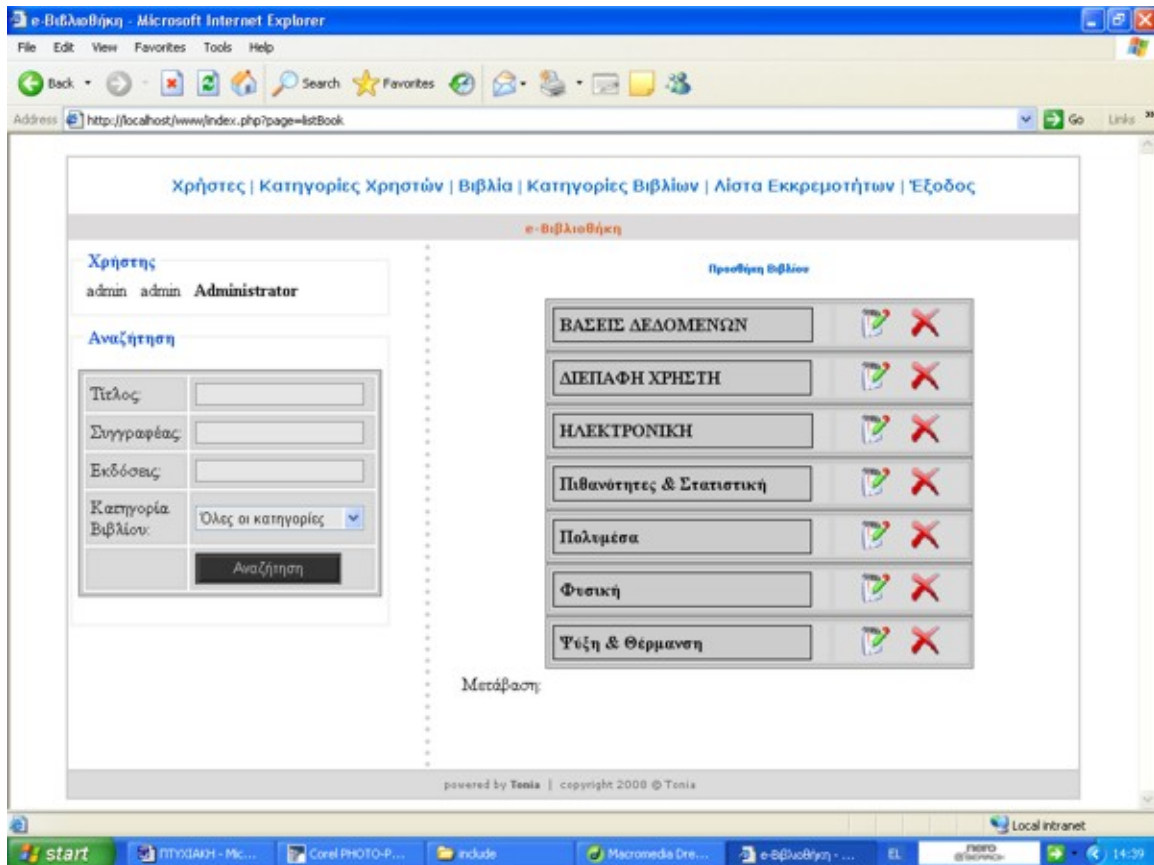 e-Βιβλιοθήκη - Microsoft Internet Explorer
File Edit View Favorites Tools Help
Back Search Favorites
Address http://localhost/www/index.php?page=listBook Go Links
Χρήστες | Κατηγορίες Χρηστών | Βιβλία | Κατηγορίες Βιβλίων | Λίστα Εκκρεμοτήτων | Έξοδος
e-Βιβλιοθήκη
Χρήστης
admin admin Administrator
Αναζήτηση
Τίτλος:
Συγγραφέας:
Εκδόσεις:
Κατηγορία
Βιβλίου:
Όλες οι κατηγορίες
Αναζήτηση
Προσθήκη Βιβλίου
ΒΑΣΕΙΣ ΔΕΔΟΜΕΝΩΝ
ΔΙΕΠΑΦΗ ΧΡΗΣΤΗ
ΗΛΕΚΤΡΟΝΙΚΗ
Πιθανότητες & Στατιστική
Πολυμέσα
Φυσική
Ψύξη & Θέρμανση
Μετάβαση:
powered by Tonia | copyright 2008 © Tonia
Local intranet
start ΠΤΥΧΙΑΚΗ - Mic... Corel PHOTO-P... include Macromedia Dre... e-Βιβλιοθήκη - ... EL nero SEARCH 14:39